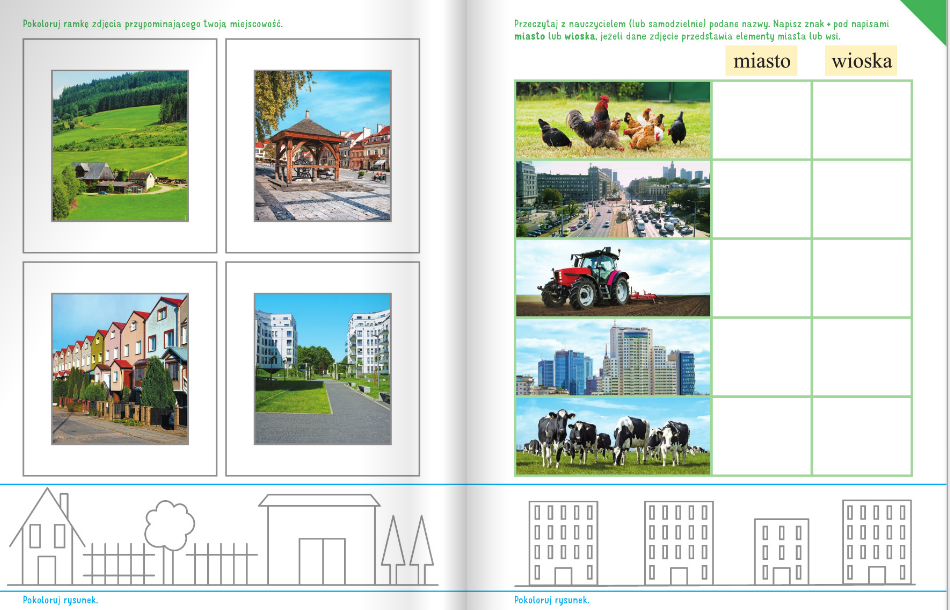 Pokoloruj ramkę zdjęcia przypominającego twoją miejscowość.
Przeczytaj z nauczycielem (lub samodzielnie) podane nazwy. Napisz znak + pod napisami
miasto lub wioska, jeżeli dane zdjęcie przedstawia elementy miasta lub wsi.
miasto wioska
Pokoloruj rysunek.
Pokoloruj rysunek.